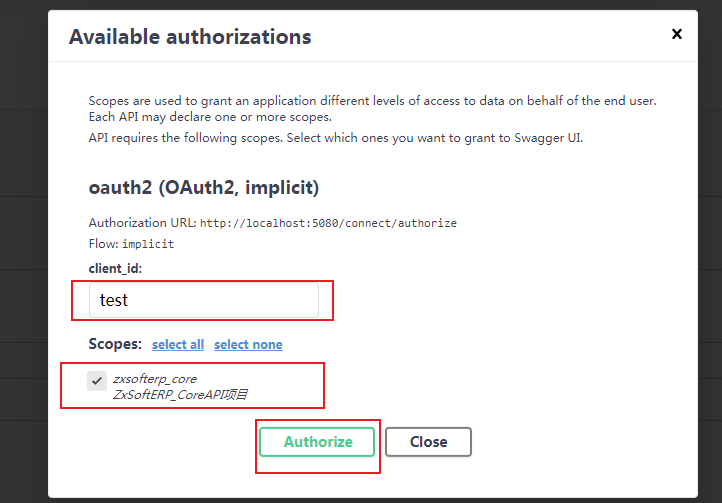 Available authorizations
Scopes are used to grant an application different levels of access to data on behalf of the end user.
Each API may declare one or more scopes.
API requires the following scopes. Select which ones you want to grant to Swagger UI.
oauth2 (OAuth2, implicit)
Authorization URL: http://localhost:5080/connect/authorize
Flow: implicit
client_id:
test
Scopes: select all select none
zxsofterp_core
ZxSoftERP_CoreAPI项目
Authorize Close